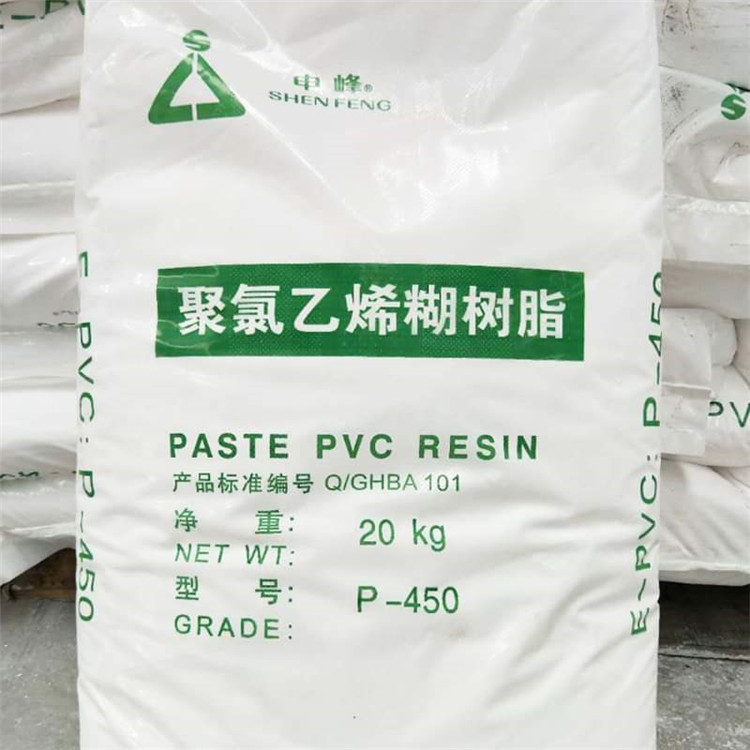 申峰®
SHEN FENG
聚氯乙烯糊树脂
PASTE PVC RESIN
产品标准编号 Q/GHBA 101
净 重: 20 kg
NET WT:
型 号: P-450
GRADE:
E-PVC: P-450
E-PVC: P-450
PV